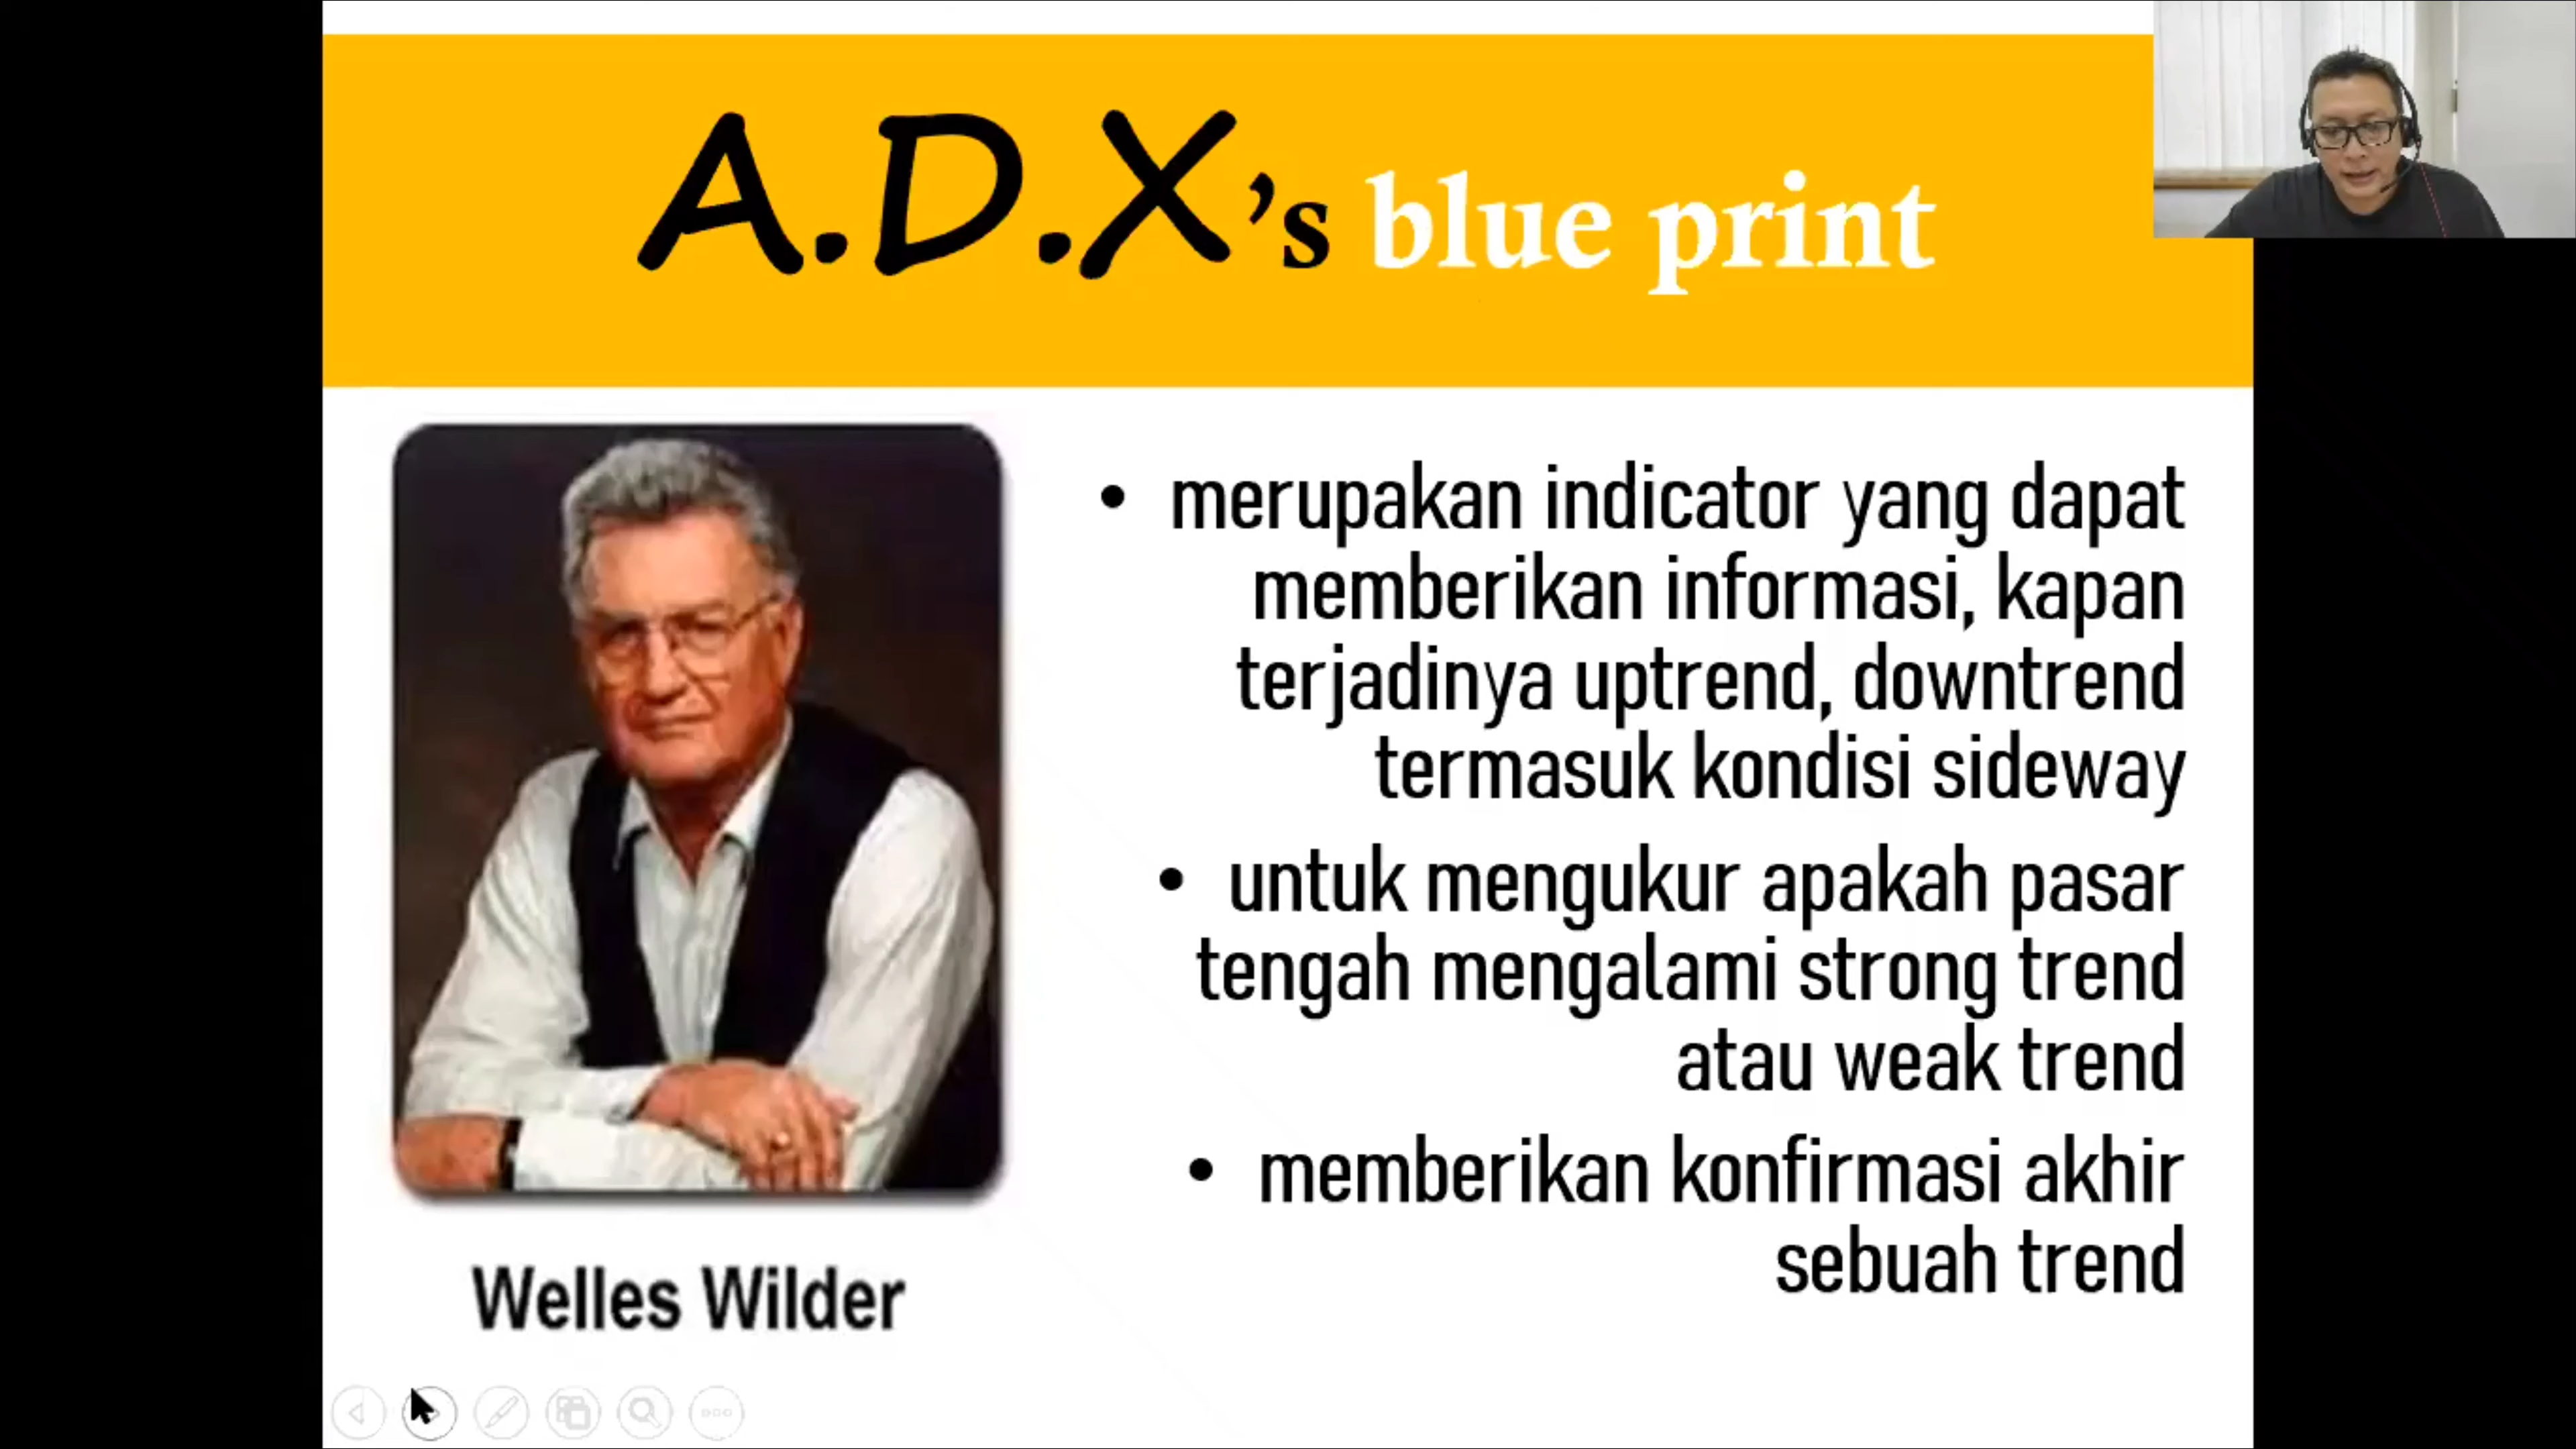 A.D.X's blue print
• merupakan indicator yang dapat
memberikan informasi, kapan
terjadinya uptrend, downtrend
termasuk kondisi sideway
• untuk mengukur apakah pasar
tengah mengalami strong trend
atau weak trend
• memberikan konfirmasi akhir
sebuah trend
Welles Wilder